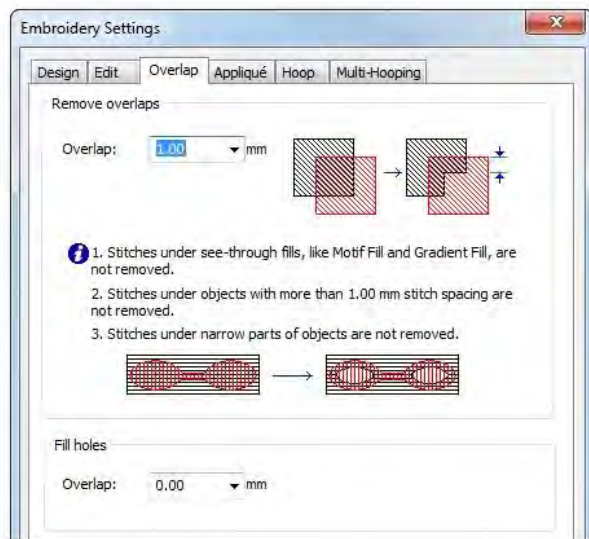 Embroidery Settings
Design Edit Overlap Appliqué Hoop Multi-Hooping
Remove overlaps
Overlap: 1.00 mm
1. Stitches under see-through fills, like Motif Fill and Gradient Fill, are
not removed.
2. Stitches under objects with more than 1.00 mm stitch spacing are
not removed.
3. Stitches under narrow parts of objects are not removed.
Fill holes
Overlap: 0.00 mm